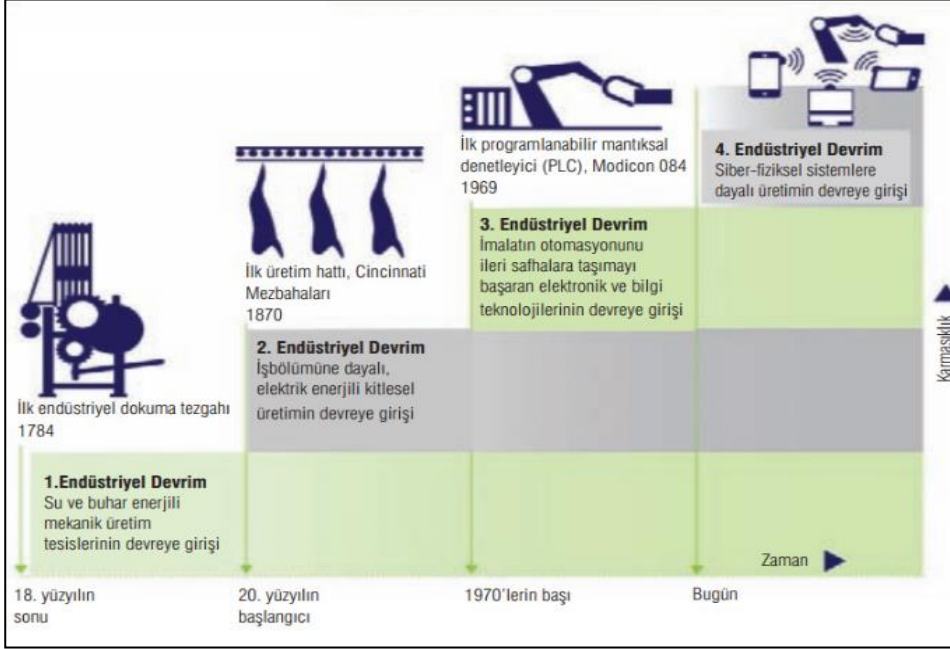 İlk endüstriyel dokuma tezgahı
1784
1.Endüstriyel Devrim
Su ve buhar enerjili
mekanik üretim
tesislerinin devreye girişi
18. yüzyılın
sonu
İlk üretim hattı, Cincinnati
Mezbahaları
1870
2. Endüstriyel Devrim
İşbölümüne dayalı,
elektrik enerjili kitlesel
üretimin devreye girişi
20. yüzyılın
başlangıcı
İlk programlanabilir mantıksal
denetleyici (PLC), Modicon 084
1969
3. Endüstriyel Devrim
İmalatın otomasyonunu
ileri safhalara taşımayı
başaran elektronik ve bilgi
teknolojilerinin devreye girişi
1970'lerin başı
4. Endüstriyel Devrim
Siber-fiziksel sistemlere
dayalı üretimin devreye girişi
Bugün
Zaman
Karmaşıklık